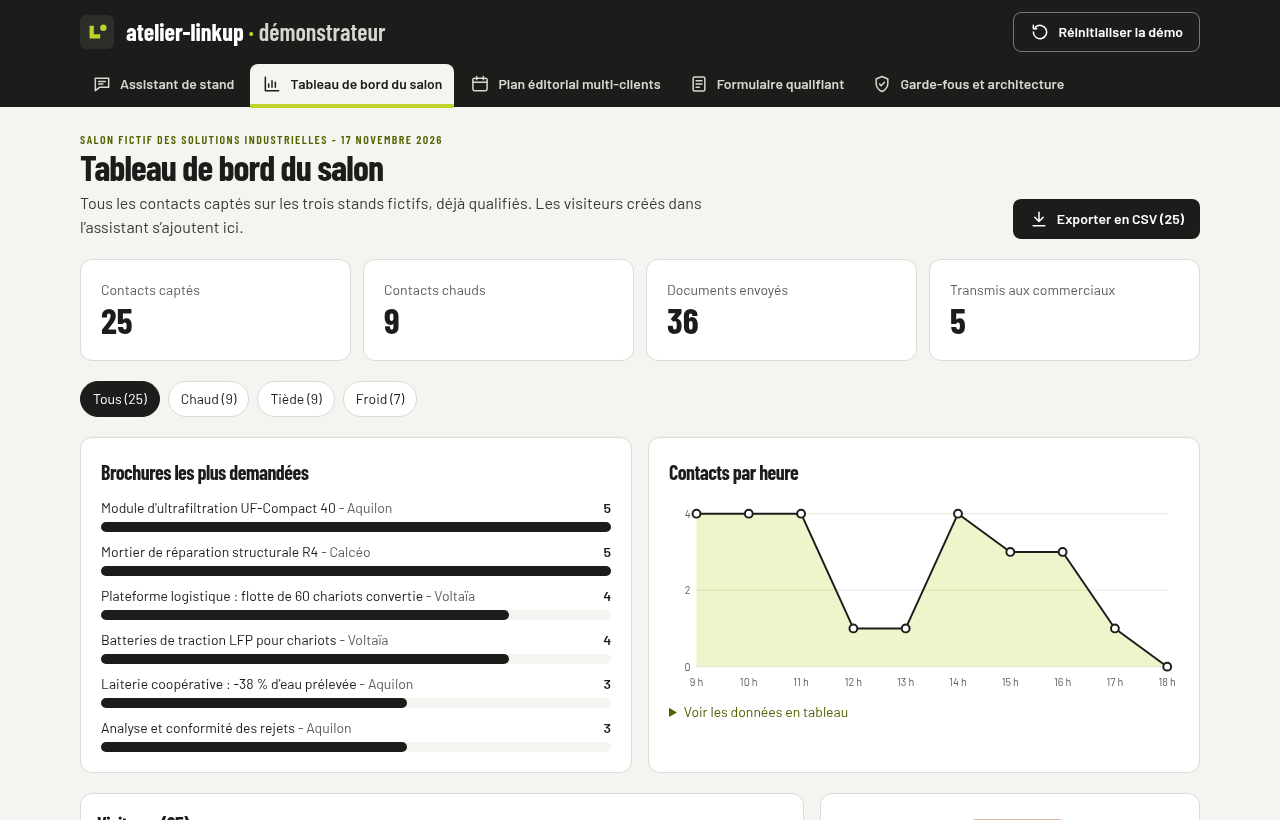 atelier-linkup · démonstrateur
Réinitialiser la démo
Assistant de stand
Tableau de bord du salon
Plan éditorial multi-clients
Formulaire qualifiant
Garde-fous et architecture
SALON FICTIF DES SOLUTIONS INDUSTRIELLES - 17 NOVEMBRE 2026
Tableau de bord du salon
Tous les contacts captés sur les trois stands fictifs, déjà qualifiés. Les visiteurs créés dans
l’assistant s’ajoutent ici.
Exporter en CSV (25)
Contacts captés
25
Contacts chauds
9
Documents envoyés
36
Transmis aux commerciaux
5
Tous (25)
Chaud (9)
Tiède (9)
Froid (7)
Brochures les plus demandées
Module d'ultrafiltration UF-Compact 40 - Aquilon 5
Mortier de réparation structurale R4 - Calcéo 5
Plateforme logistique : flotte de 60 chariots convertie - Voltaïa 4
Batteries de traction LFP pour chariots - Voltaïa 4
Laiterie coopérative : -38 % d'eau prélevée - Aquilon 3
Analyse et conformité des rejets - Aquilon 3
Contacts par heure
4
2
0
9 h 10 h 11 h 12 h 13 h 14 h 15 h 16 h 17 h 18 h
Voir les données en tableau